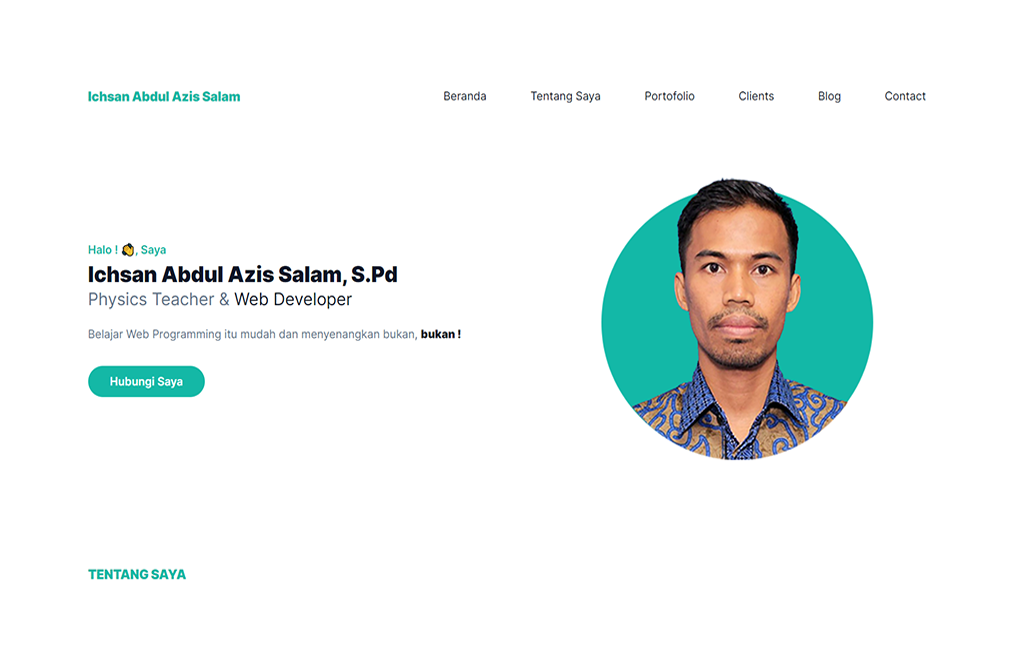 Ichsan Abdul Azis Salam
Beranda Tentang Saya Portofolio Clients Blog Contact
Halo ! 👋, Saya
Ichsan Abdul Azis Salam, S.Pd
Physics Teacher & Web Developer
Belajar Web Programming itu mudah dan menyenangkan bukan, bukan !
Hubungi Saya
TENTANG SAYA